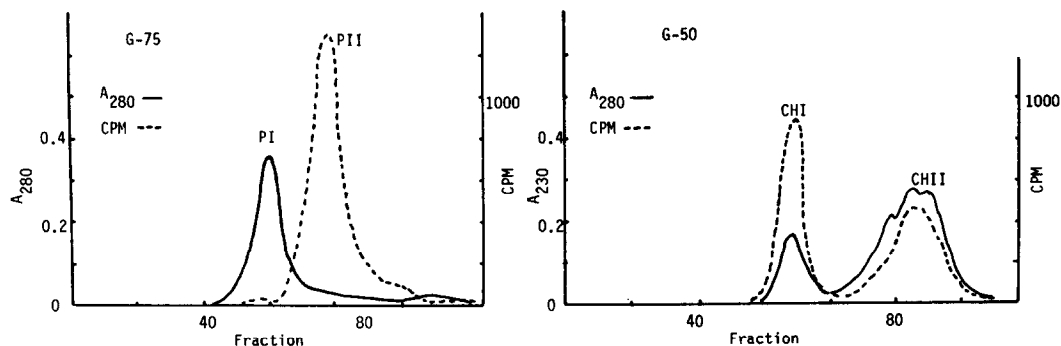 G-75
PII
A280
CPM
PI
0.4
0.2
0
A280
1000
CPM
40
80
Fraction
G-50
A280
CPM
CHI
CHII
0.4
0.2
0
A230
1000
CPM
40
80
Fraction